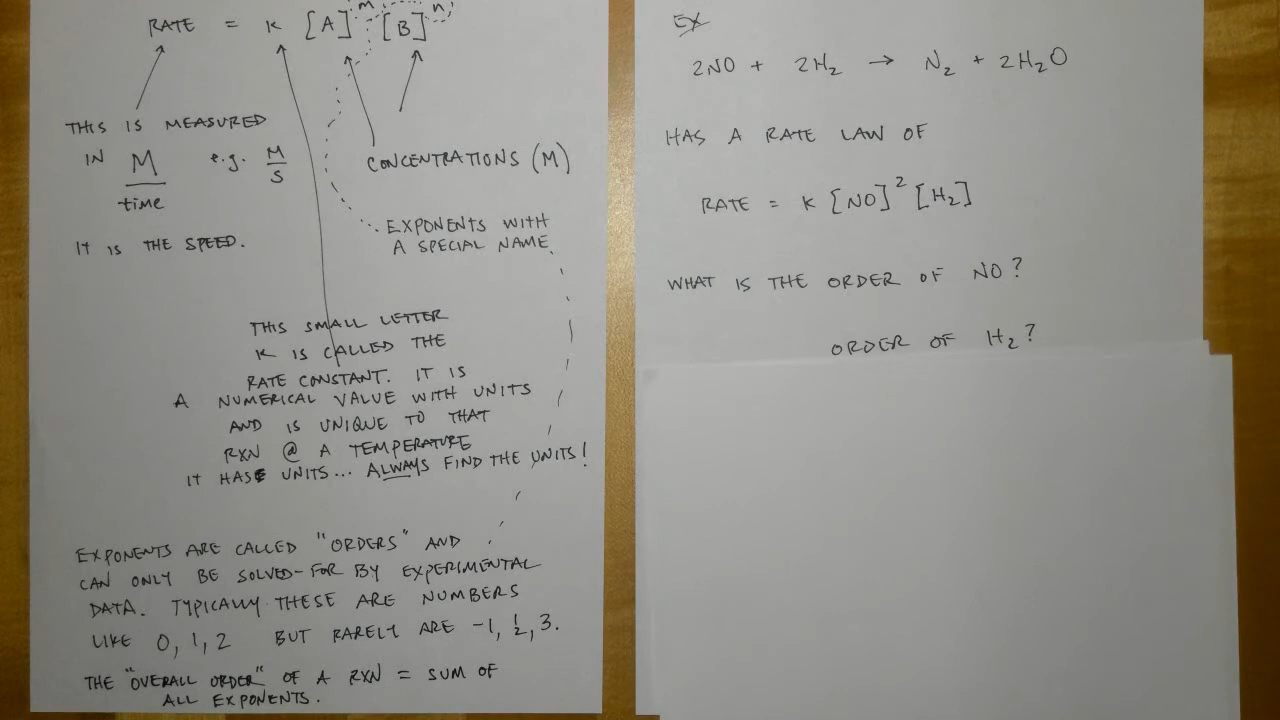 RATE = K [A]^m [B]^n
THIS IS MEASURED
IN M/time e.g. M/S
IT IS THE SPEED.
CONCENTRATIONS (M)
EXPONENTS WITH
A SPECIAL NAME
THIS SMALL LETTER
K IS CALLED THE
RATE CONSTANT. IT IS
A NUMERICAL VALUE WITH UNITS
AND IS UNIQUE TO THAT
RXN @ A TEMPERATURE
IT HAS UNITS... ALWAYS FIND THE UNITS!
EXPONENTS ARE CALLED "ORDERS" AND
CAN ONLY BE SOLVED-FOR BY EXPERIMENTAL
DATA. TYPICALLY THESE ARE NUMBERS
LIKE 0, 1, 2 BUT RARELY ARE -1, 1/2, 3.
THE "OVERALL ORDER" OF A RXN = SUM OF
ALL EXPONENTS.
EX
2NO + 2H₂ → N₂ + 2H₂O
HAS A RATE LAW OF
RATE = K [NO]² [H₂]
WHAT IS THE ORDER OF NO?
ORDER OF H₂?